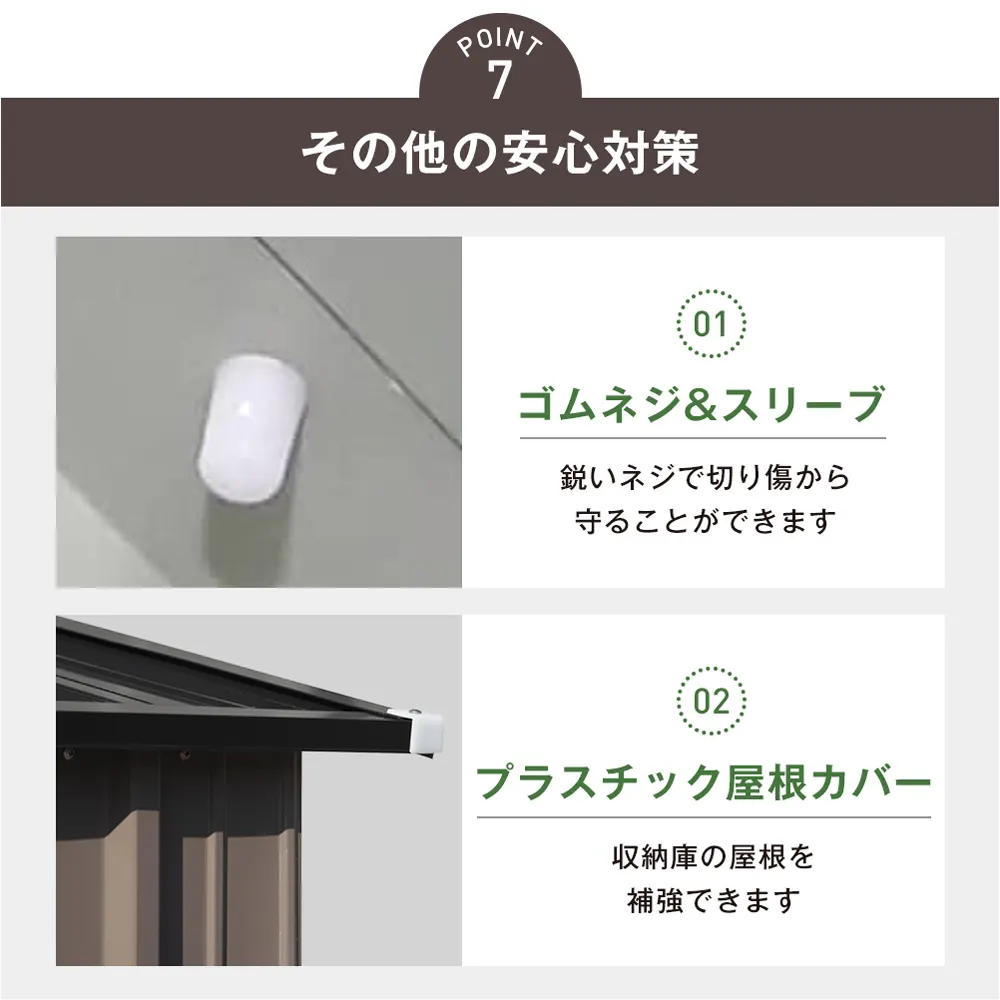 POINT
7
その他の安心対策
01
ゴムネジ&スリーブ
鋭いネジで切り傷から
守ることができます
02
プラスチック屋根カバー
収納庫の屋根を
補強できます